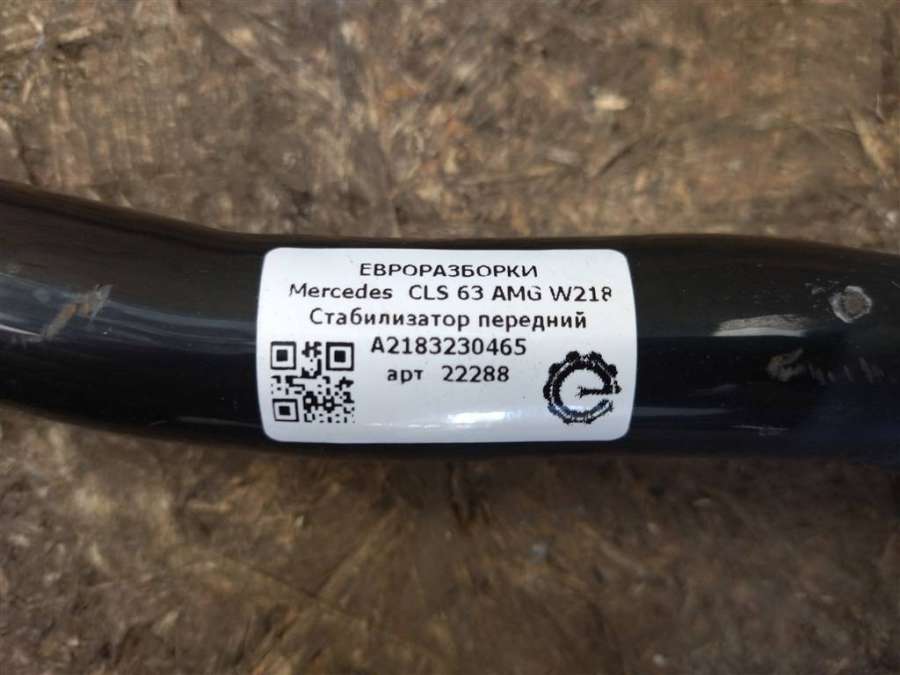 ЕВРОРАЗБОРКИ
Mercedes CLS 63 AMG W218
Стабилизатор передний
A2183230465
арт 22288